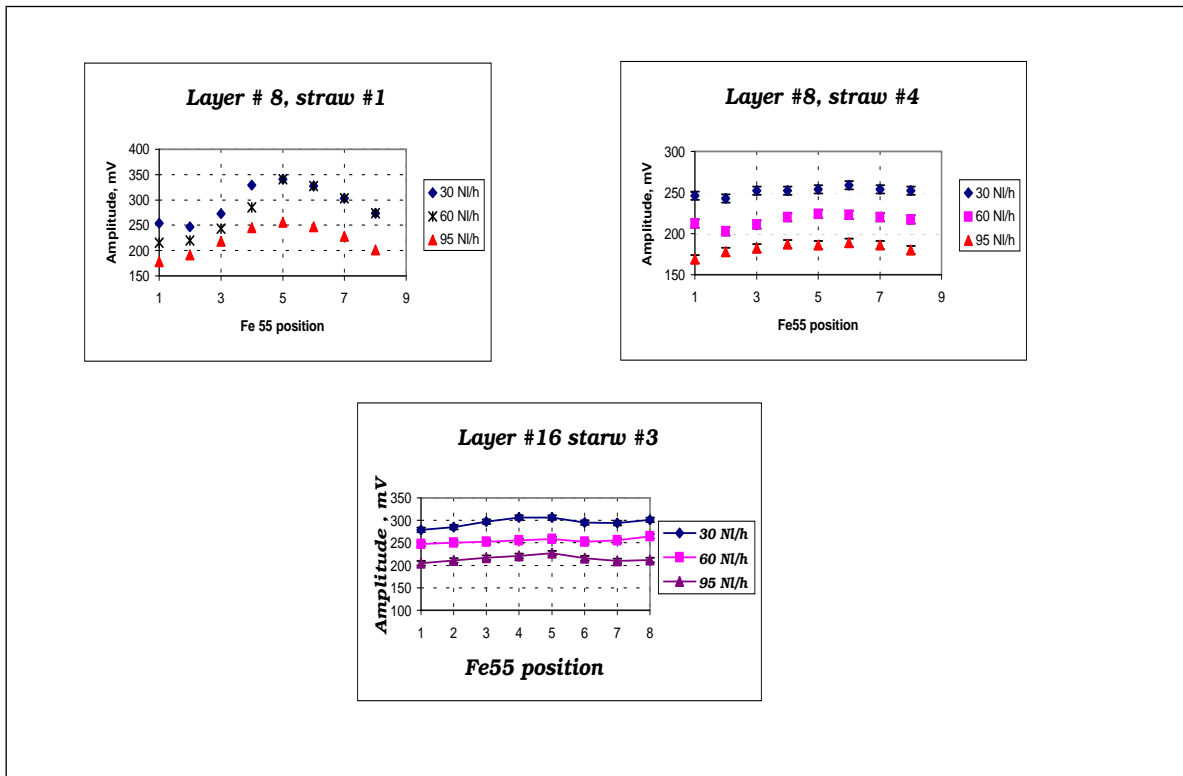 Layer # 8, straw #1
Amplitude, mV
400
350
300
250
200
150
1 3 5 7 9
Fe 55 position
30 Nl/h
60 Nl/h
95 Nl/h
Layer #8, straw #4
Amplitude, mV
300
250
200
150
1 3 5 7 9
Fe55 position
30 Nl/h
60 Nl/h
95 Nl/h
Layer #16 starw #3
Amplitude , mV
350
300
250
200
150
100
1 2 3 4 5 6 7 8
Fe55 position
30 Nl/h
60 Nl/h
95 Nl/h